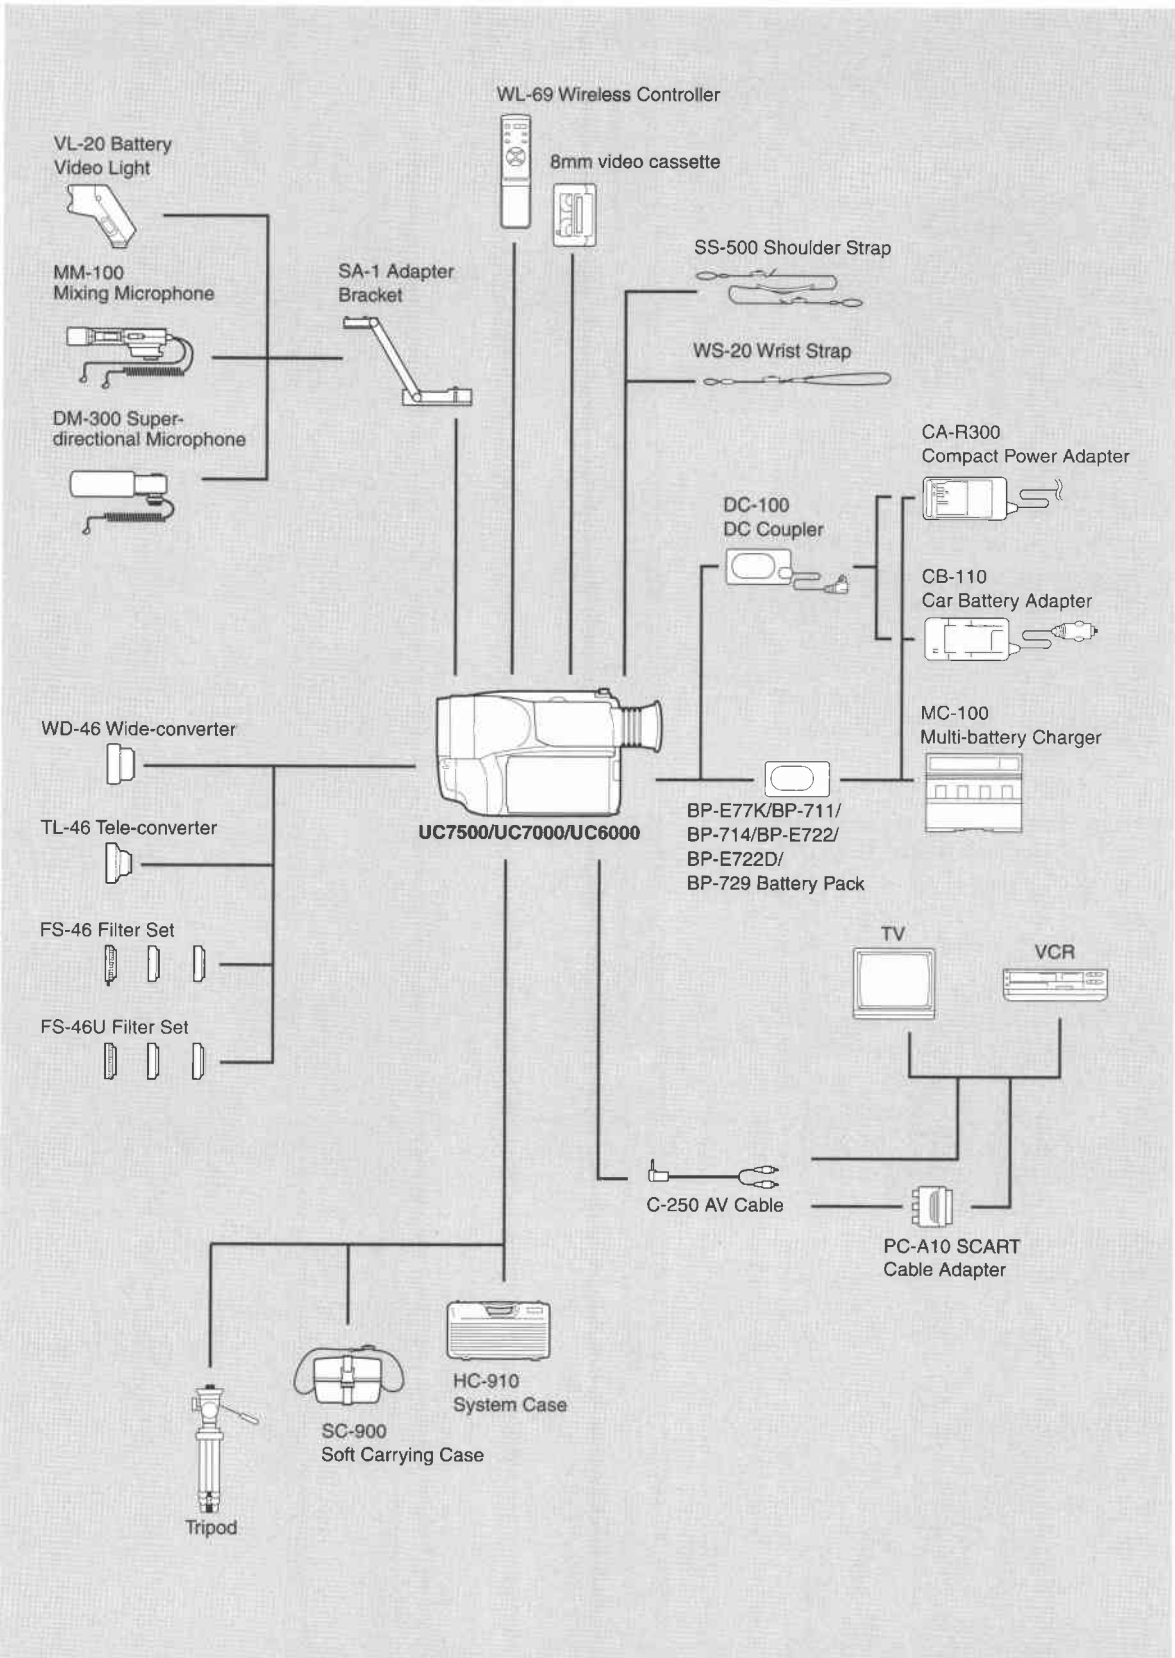 WL-69 Wireless Controller
VL-20 Battery
Video Light
8mm video cassette
MM-100
Mixing Microphone
SA-1 Adapter
Bracket
SS-500 Shoulder Strap
WS-20 Wrist Strap
DM-300 Super-
directional Microphone
CA-R300
Compact Power Adapter
DC-100
DC Coupler
CB-110
Car Battery Adapter
MC-100
Multi-battery Charger
WD-46 Wide-converter
TL-46 Tele-converter
FS-46 Filter Set
FS-46U Filter Set
UC7500/UC7000/UC6000
BP-E77K/BP-711/
BP-714/BP-E722/
BP-E722D/
BP-729 Battery Pack
TV
VCR
C-250 AV Cable
PC-A10 SCART
Cable Adapter
HC-910
System Case
SC-900
Soft Carrying Case
Tripod